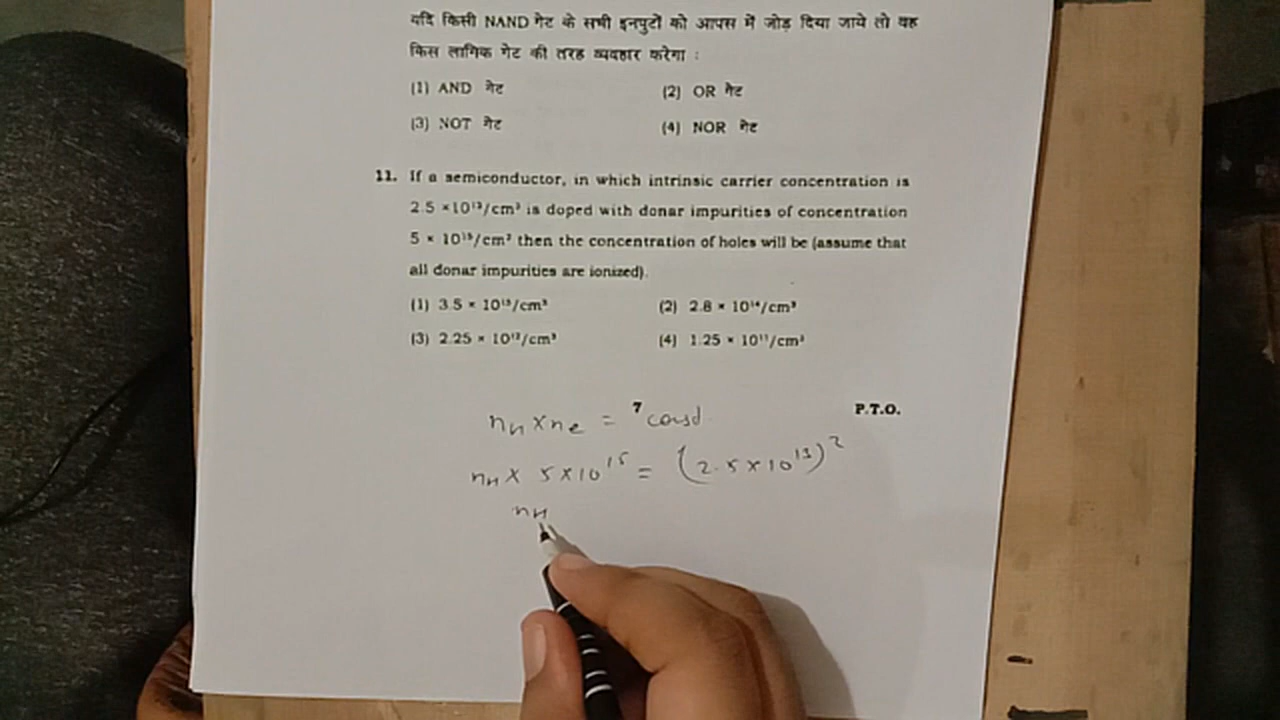 यदि किसी NAND गेट के सभी इनपुटों को आपस में जोड़ दिया जाये तो वह
किस लागिक गेट की तरह व्यवहार करेगा :
(1) AND गेट (2) OR गेट
(3) NOT गेट (4) NOR गेट
11. If a semiconductor, in which intrinsic carrier concentration is
2.5 × 10¹³/cm³ is doped with donar impurities of concentration
5 × 10¹⁵/cm³ then the concentration of holes will be (assume that
all donar impurities are ionized).
(1) 3.5 × 10¹⁵/cm³ (2) 2.8 × 10¹⁴/cm³
(3) 2.25 × 10¹²/cm³ (4) 1.25 × 10¹¹/cm³
7 P.T.O.
nₕ × nₑ = const
nₕ × 5×10¹⁵ = (2.5×10¹³)²
nₕ